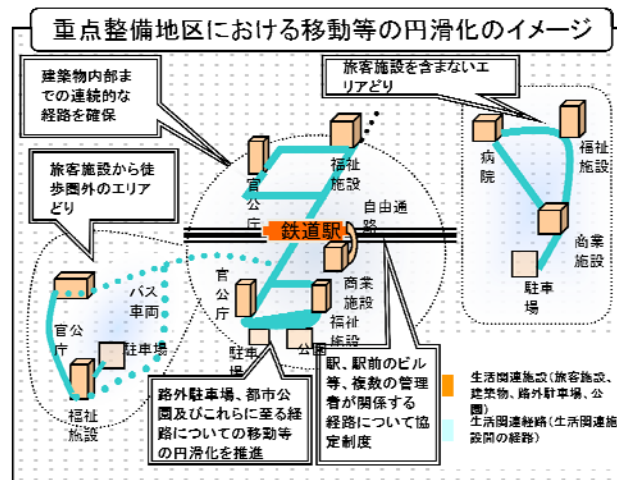 重点整備地区における移動等の円滑化のイメージ
建築物内部ま
での連続的な
経路を確保
旅客施設を含まないエ
リアどり
旅客施設から徒
歩圏外のエリア
どり
官公
庁
福祉
施設
自由通
路
鉄道駅
官公
庁
商業
施設
福祉
施設
駐車
場
公園
バス
車両
官公
庁
駐車場
福祉
施設
病
院
福祉
施設
商業
施設
駐車
場
路外駐車場、都市公
園及びこれらに至る経
路についての移動等
の円滑化を推進
駅、駅前のビル
等、複数の管理
者が関係する
経路について協
定制度
生活関連施設(旅客施設、
建築物、路外駐車場、公
園)
生活関連経路(生活関連施
設間の経路)